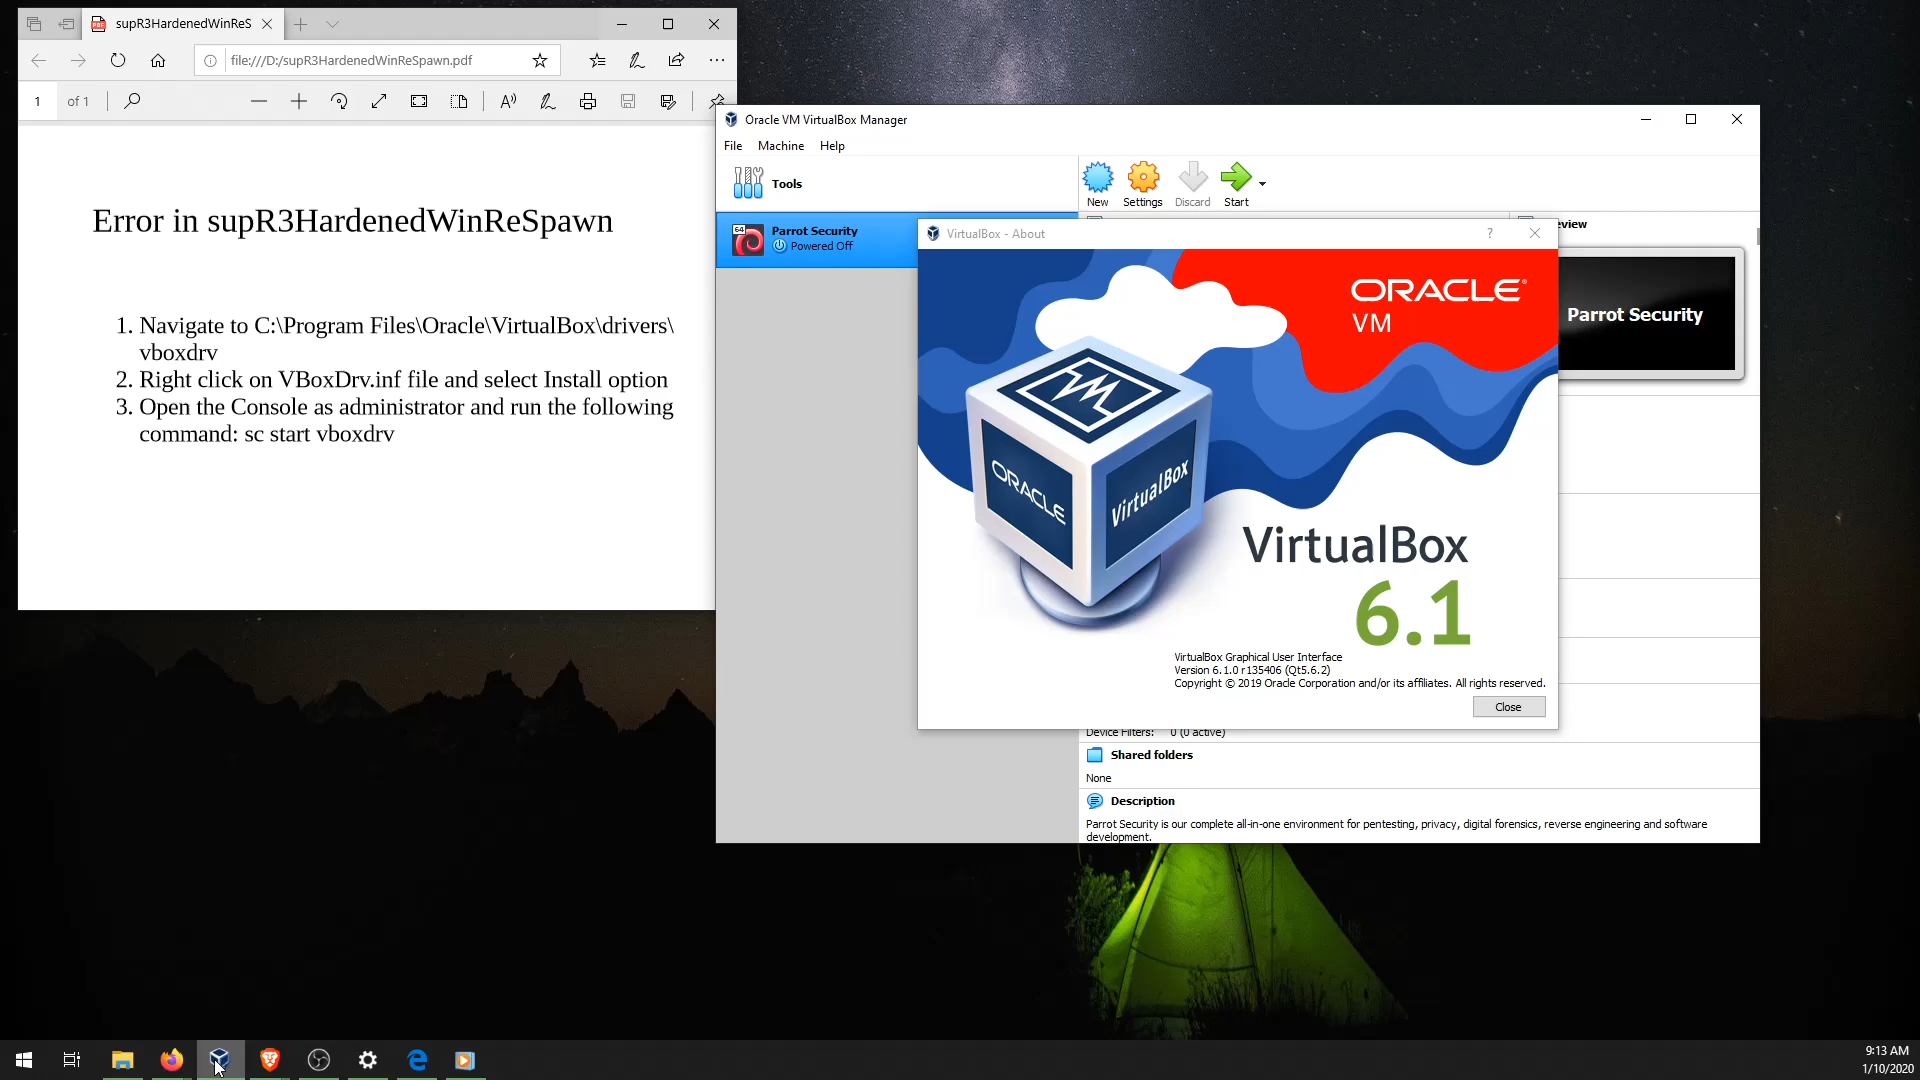 supR3HardenedWinReS
file:///D:/supR3HardenedWinReSpawn.pdf
1 of 1
Error in supR3HardenedWinReSpawn
1. Navigate to C:\Program Files\Oracle\VirtualBox\drivers\
vboxdrv
2. Right click on VBoxDrv.inf file and select Install option
3. Open the Console as administrator and run the following
command: sc start vboxdrv
Oracle VM VirtualBox Manager
File Machine Help
Tools
New Settings Discard Start
64
Parrot Security
Powered Off
eview
Parrot Security
VirtualBox - About
ORACLE®
VM
ORACLE
VirtualBox
VirtualBox
6.1
VirtualBox Graphical User Interface
Version 6.1.0 r135406 (Qt5.6.2)
Copyright © 2019 Oracle Corporation and/or its affiliates. All rights reserved.
Close
Device Filters: 0 (0 active)
Shared folders
None
Description
Parrot Security is our complete all-in-one environment for pentesting, privacy, digital forensics, reverse engineering and software
development.
9:13 AM
1/10/2020